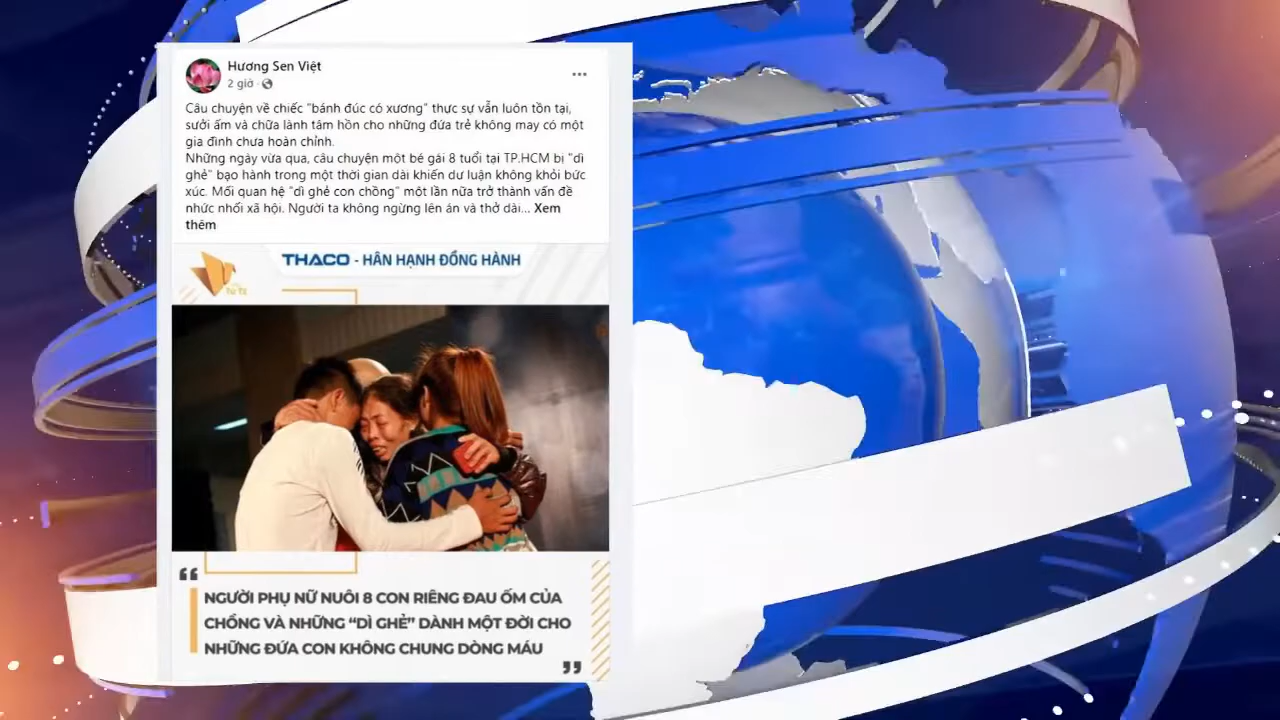 Hương Sen Việt
2 giờ ·
Câu chuyện về chiếc "bánh đúc có xương" thực sự vẫn luôn tồn tại,
sưởi ấm và chữa lành tâm hồn cho những đứa trẻ không may có một
gia đình chưa hoàn chỉnh.
Những ngày vừa qua, câu chuyện một bé gái 8 tuổi tại TP.HCM bị "dì
ghẻ" bạo hành trong một thời gian dài khiến dư luận không khỏi bức
xúc. Mối quan hệ "dì ghẻ con chồng" một lần nữa trở thành vấn đề
nhức nhối xã hội. Người ta không ngừng lên án và thở dài... Xem
thêm
THACO - HÂN HẠNH ĐỒNG HÀNH
“
NGƯỜI PHỤ NỮ NUÔI 8 CON RIÊNG ĐAU ỐM CỦA
CHỒNG VÀ NHỮNG “DÌ GHẺ” DÀNH MỘT ĐỜI CHO
NHỮNG ĐỨA CON KHÔNG CHUNG DÒNG MÁU
”